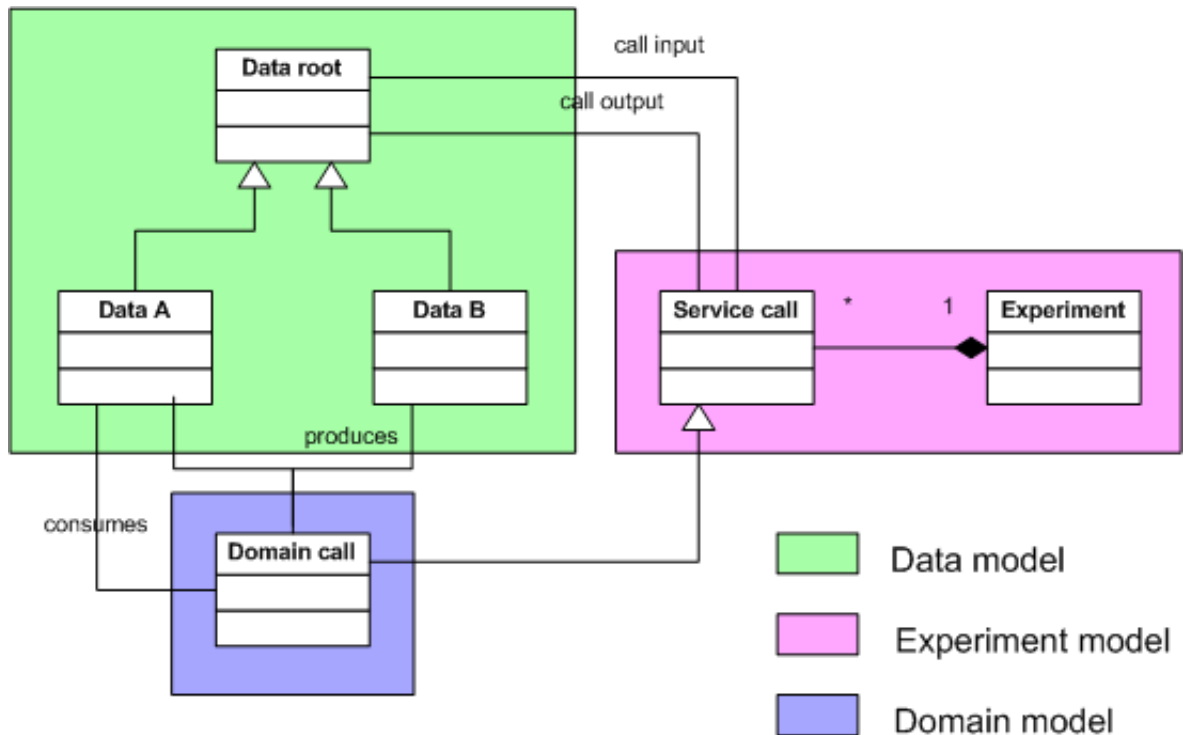 call input
Data root
call output
Data A
Data B
Service call
*
1
Experiment
produces
consumes
Domain call
Data model
Experiment model
Domain model